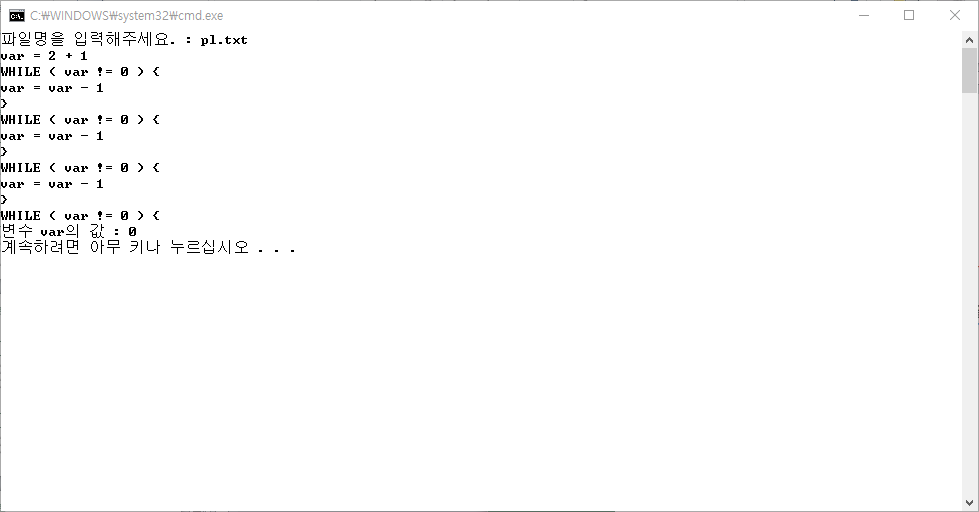 C:₩WINDOWS₩system32₩cmd.exe
파일명을 입력해주세요. : pl.txt
var = 2 + 1
WHILE ( var != 0 ) {
var = var - 1
}
WHILE ( var != 0 ) {
var = var - 1
}
WHILE ( var != 0 ) {
var = var - 1
}
WHILE ( var != 0 ) {
변수 var의 값 : 0
계속하려면 아무 키나 누르십시오 . . .